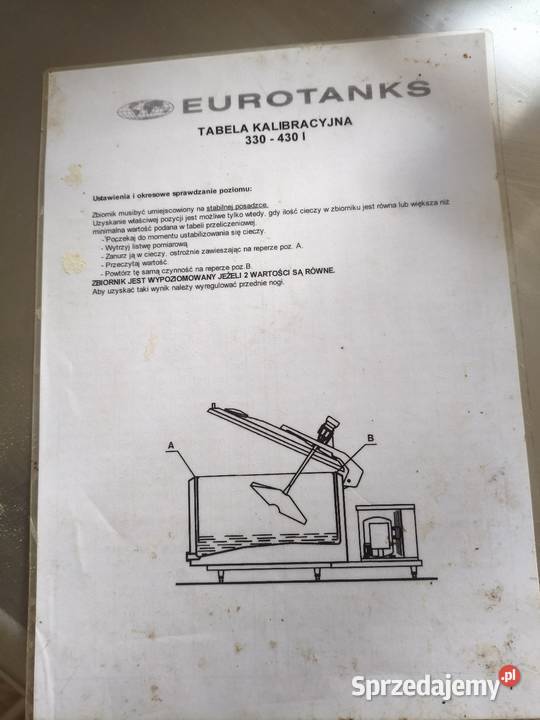 EUROTANKS
TABELA KALIBRACYJNA
330 - 430 l
Ustawienia i okresowe sprawdzanie poziomu:
Zbiornik musibyć umiejscowiony na stabilnej posadzce.
Uzyskanie właściwej pozycji jest możliwe tylko wtedy, gdy ilość cieczy w zbiorniku jest równa lub większa niż
minimalna wartość podana w tabeli przeliczeniowej.
- Poczekaj do momentu ustabilizowania się cieczy.
- Wytrzyj listwę pomiarową
- Zanurz ją w cieczy, ostrożnie zawieszając na reperze poz. A.
- Przeczytaj wartość
- Powtórz tę samą czynność na reperze poz.B.
ZBIORNIK JEST WYPOZIOMOWANY JEŻELI 2 WARTOŚCI SĄ RÓWNE.
Aby uzyskać taki wynik należy wyregulować przednie nogi.
A
B
Sprzedajemy.pl